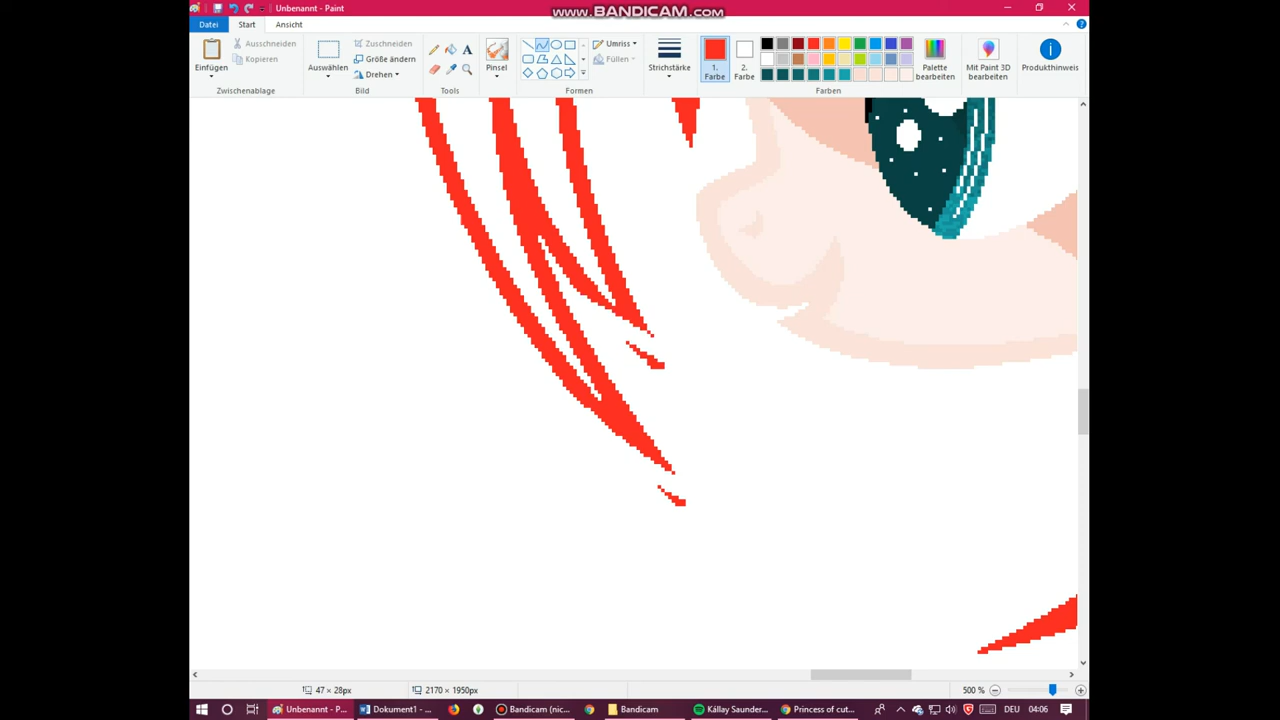 Unbenannt - Paint
www.BANDICAM.com
Datei Start Ansicht
Einfügen
Ausschneiden
Kopieren
Zwischenablage
Auswählen
Zuschneiden
Größe ändern
Drehen
Bild
A
Tools
Pinsel
Umriss
Füllen
Formen
Strichstärke
1. Farbe
2. Farbe
Palette bearbeiten
Farben
Mit Paint 3D bearbeiten
Produkthinweis
47 × 28px
2170 × 1950px
500 %
Unbenannt - P...
Dokument1 - ...
Bandicam (nic...
Bandicam
Kállay Saunder...
Princess of cut...
DEU
04:06